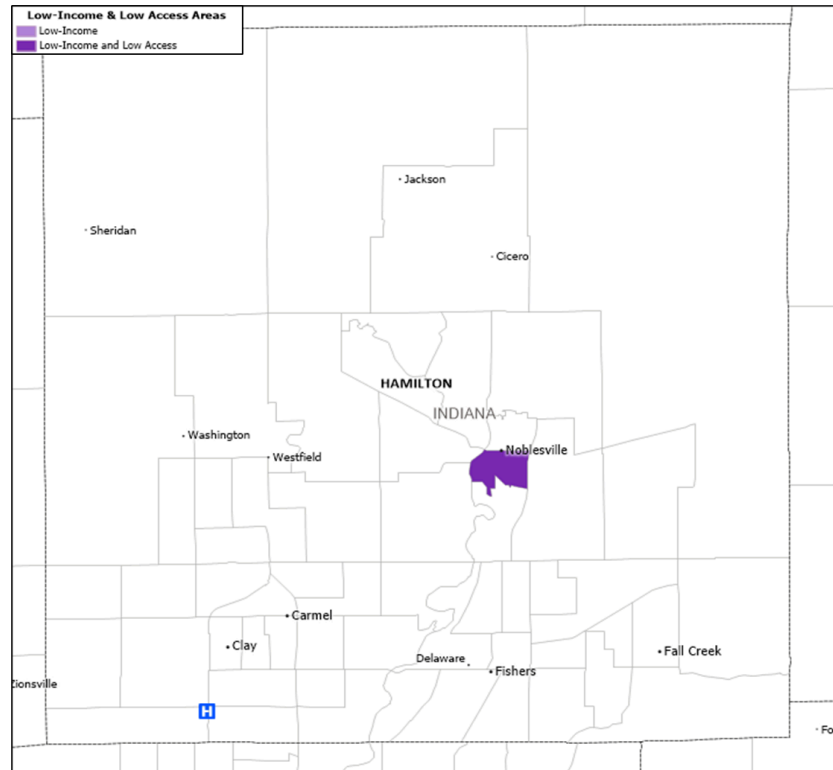 Low-Income & Low Access Areas
Low-Income
Low-Income and Low Access
Jackson
Sheridan
Cicero
HAMILTON
INDIANA
Washington
Noblesville
Westfield
Carmel
Clay
Fall Creek
Delaware
Fishers
Zionsville
H
Fo